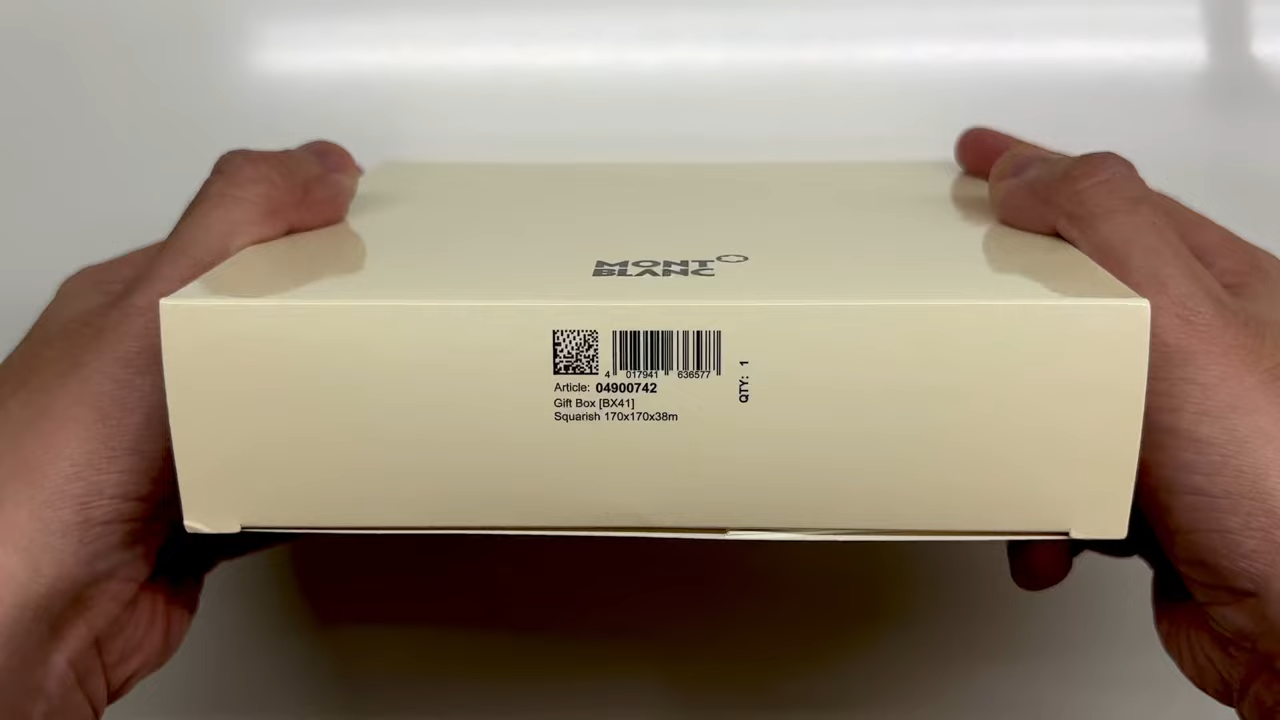 MONT
BLANC
4 017941 636577
Article: 04900742
Gift Box [BX41]
Squarish 170x170x38m
QTY: 1